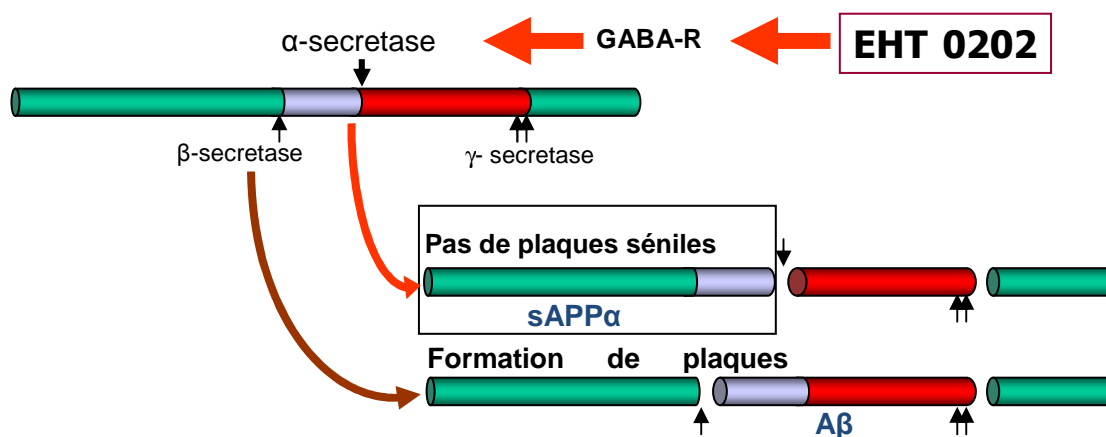 α-secretase
GABA-R
EHT 0202
β-secretase
γ- secretase
Pas de plaques séniles
sAPPα
Formation de plaques
Aβ